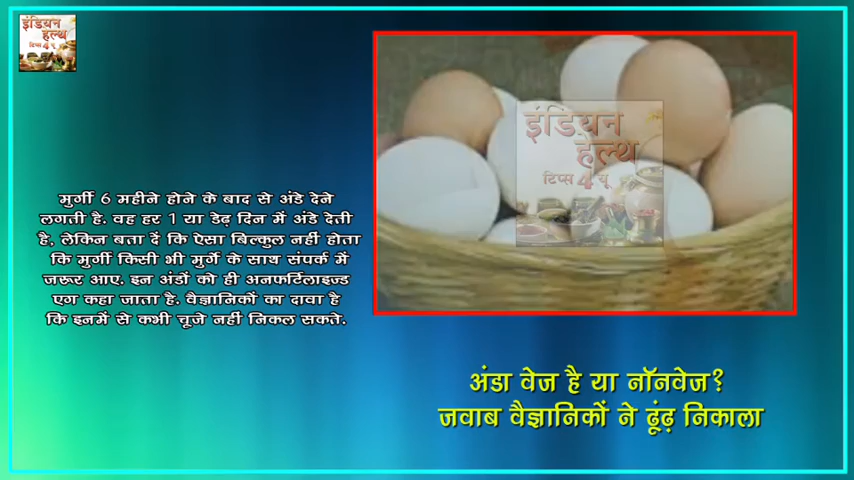 इंडियन
हेल्थ
टिप्स 4 यू
इंडियन
हेल्थ
टिप्स 4 यू
मुर्गी 6 महीने होने के बाद से अंडे देने
लगती है. वह हर 1 या डेढ़ दिन में अंडे देती
है, लेकिन बता दें कि ऐसा बिल्कुल नहीं होता
कि मुर्गी किसी भी मुर्गे के साथ संपर्क में
जरूर आए. इन अंडों को ही अनफर्टिलाइज्ड
एग कहा जाता है. वैज्ञानिकों का दावा है
कि इनमें से कभी चूजे नहीं निकल सकते.
अंडा वेज है या नॉनवेज?
जवाब वैज्ञानिकों ने ढूंढ़ निकाला